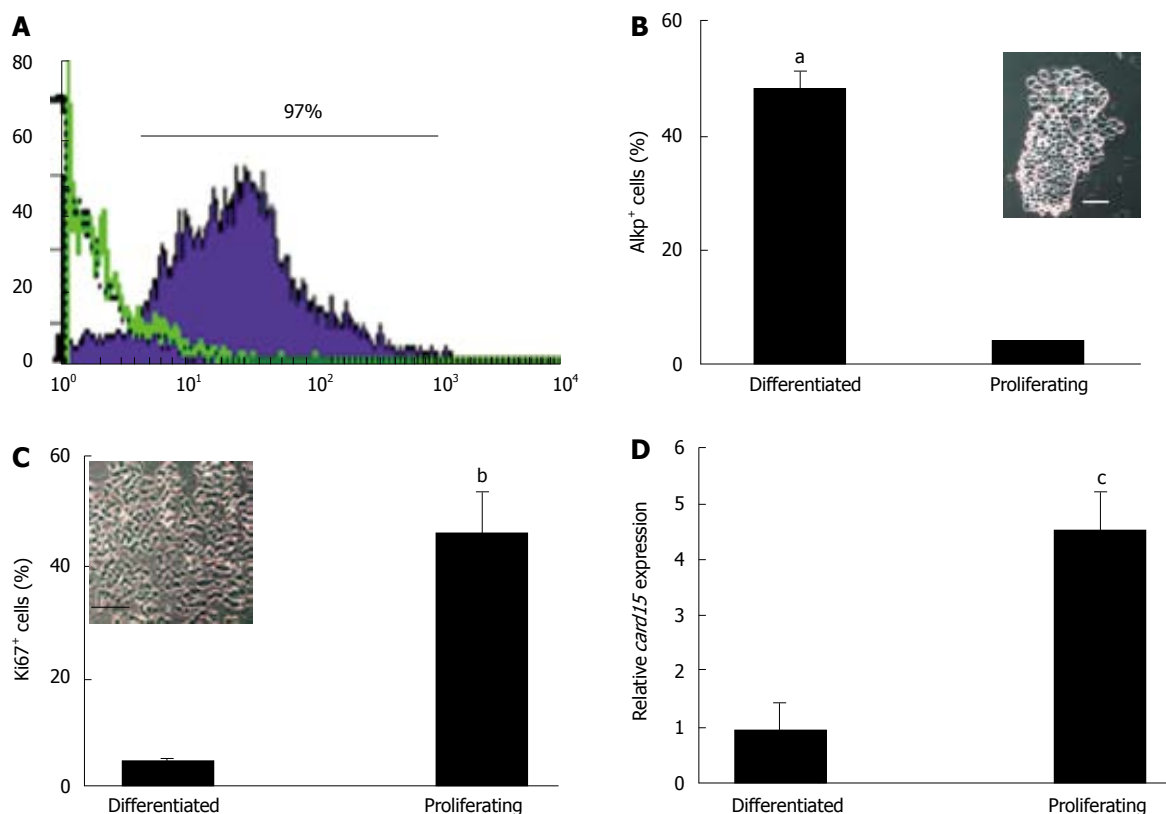 A
80
60
40
20
0
97%
10⁰ 10¹ 10² 10³ 10⁴
B
60
40
20
0
Alkp⁺ cells (%)
a
Differentiated Proliferating
C
60
40
20
0
Ki67⁺ cells (%)
b
Differentiated Proliferating
D
6
5
4
3
2
1
0
Relative card15 expression
c
Differentiated Proliferating